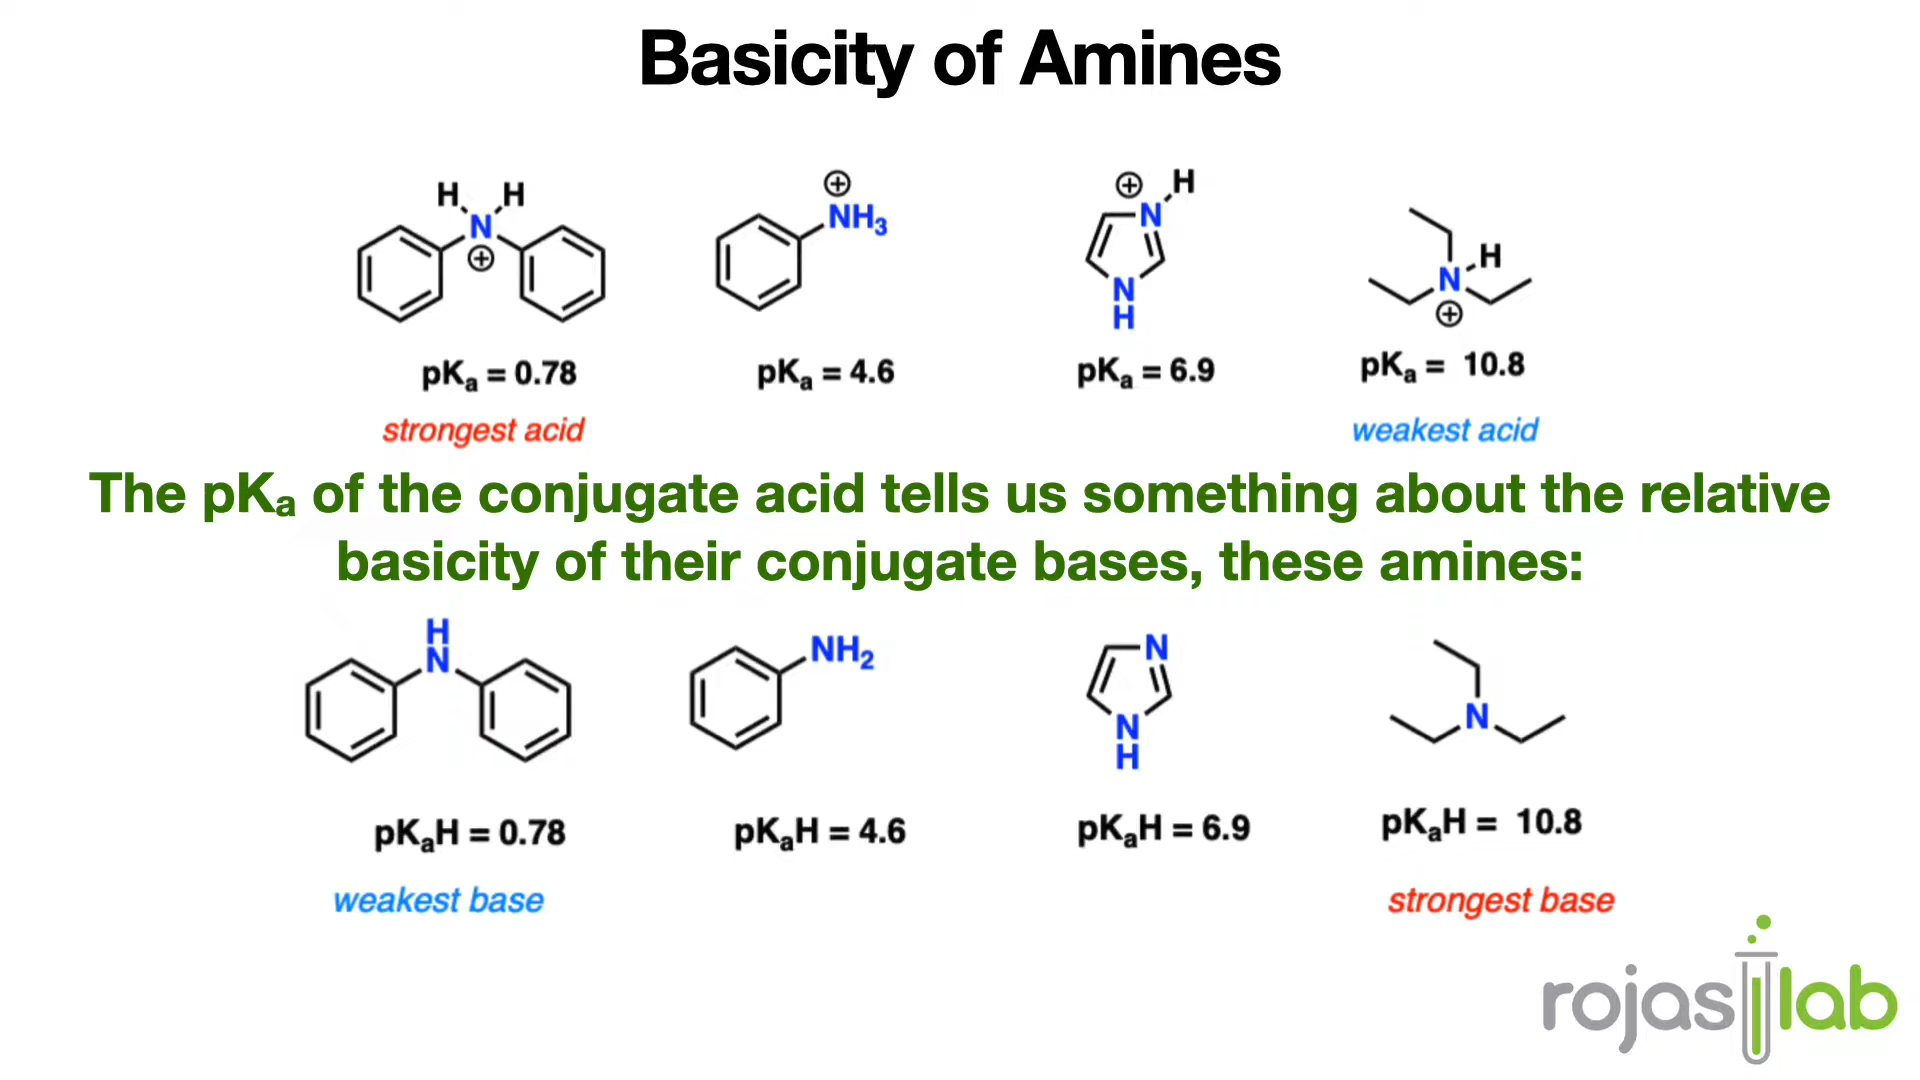 Basicity of Amines
H H
N
⊕
⊕
NH₃
⊕ H
N
N
H
H
N
⊕
pKₐ = 0.78
pKₐ = 4.6
pKₐ = 6.9
pKₐ = 10.8
strongest acid
weakest acid
The pKₐ of the conjugate acid tells us something about the relative
basicity of their conjugate bases, these amines:
H
N
NH₂
N
N
H
N
pKₐH = 0.78
pKₐH = 4.6
pKₐH = 6.9
pKₐH = 10.8
weakest base
strongest base
rojaslab